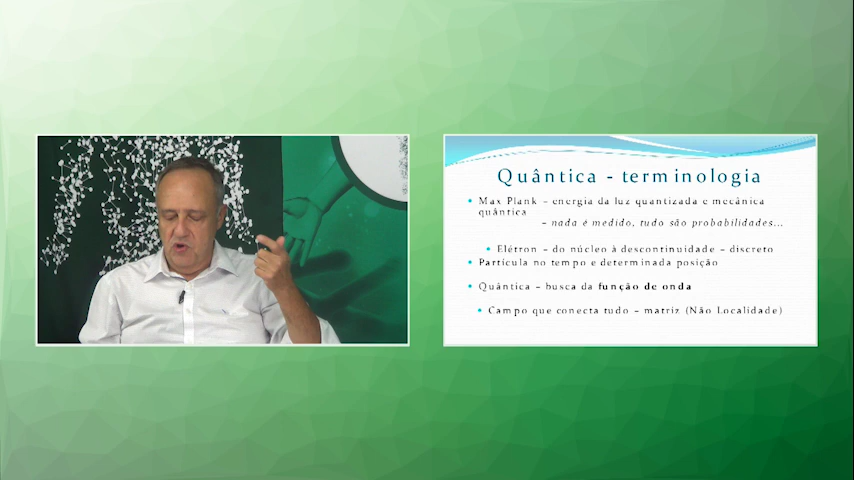 Quântica - terminologia
Max Plank – energia da luz quantizada e mecânica
quântica
– nada é medido, tudo são probabilidades...
Elétron – do núcleo à descontinuidade – discreto
Partícula no tempo e determinada posição
Quântica – busca da função de onda
Campo que conecta tudo – matriz (Não Localidade)